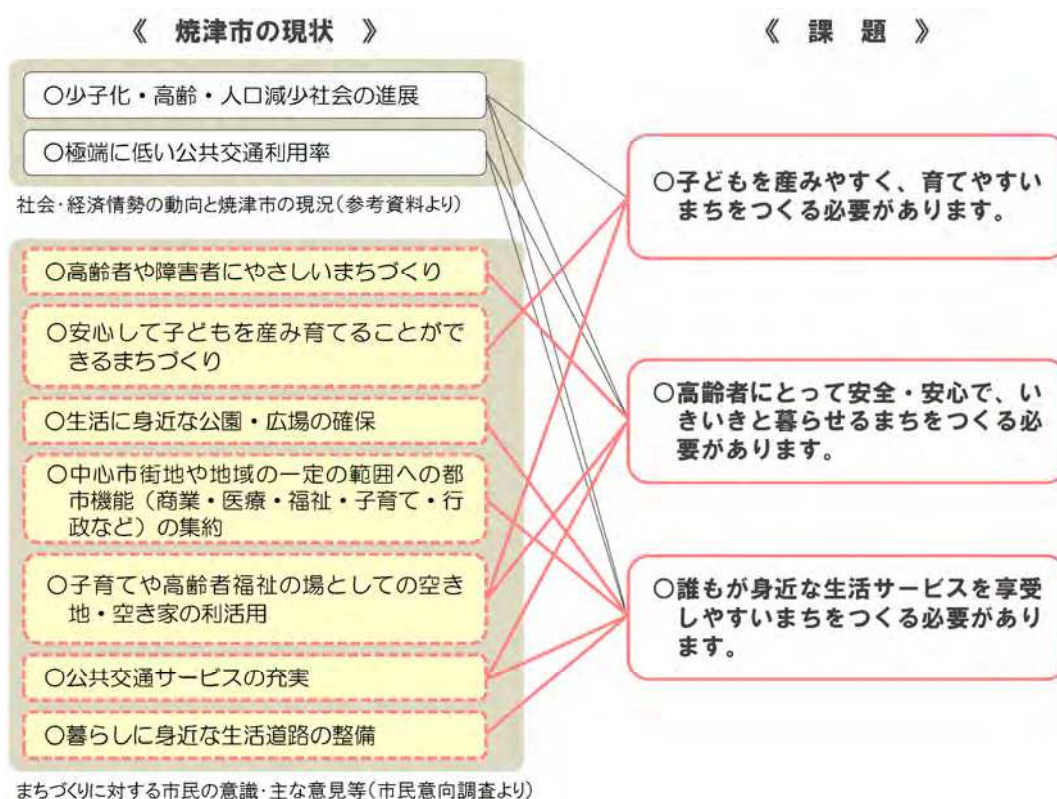 《 焼津市の現状 》
○少子化・高齢・人口減少社会の進展
○極端に低い公共交通利用率
社会・経済情勢の動向と焼津市の現況(参考資料より)
○高齢者や障害者にやさしいまちづくり
○安心して子どもを産み育てることがで
きるまちづくり
○生活に身近な公園・広場の確保
○中心市街地や地域の一定の範囲への都
市機能（商業・医療・福祉・子育て・行
政など）の集約
○子育てや高齢者福祉の場としての空き
地・空き家の利活用
○公共交通サービスの充実
○暮らしに身近な生活道路の整備
まちづくりに対する市民の意識・主な意見等(市民意向調査より)
《 課 題 》
○子どもを産みやすく、育てやすい
まちをつくる必要があります。
○高齢者にとって安全・安心で、い
きいきと暮らせるまちをつくる必
要があります。
○誰もが身近な生活サービスを享受
しやすいまちをつくる必要があり
ます。